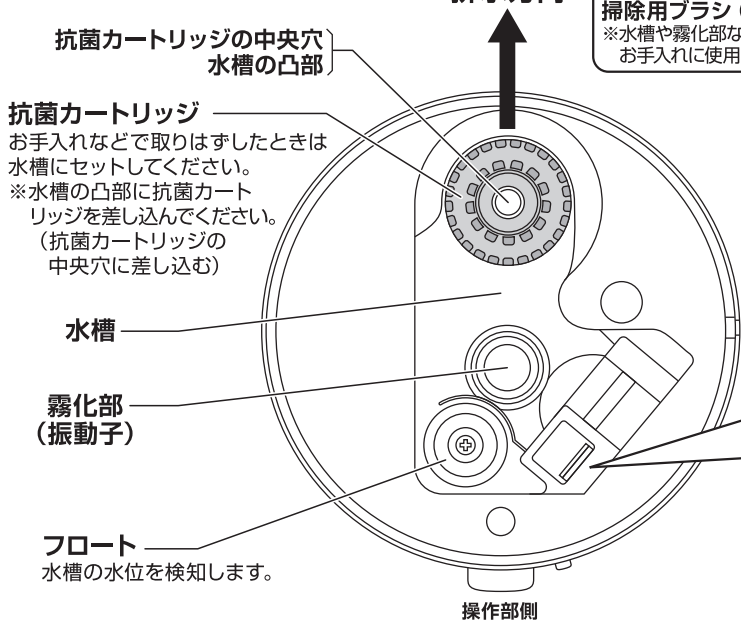 抗菌カートリッジの中央穴
水槽の凸部
掃除用ブラシ
※水槽や霧化部な
お手入れに使用
抗菌カートリッジ
お手入れなどで取りはずしたときは
水槽にセットしてください。
※水槽の凸部に抗菌カート
リッジを差し込んでください。
（抗菌カートリッジの
中央穴に差し込む）
水槽
霧化部
（振動子）
フロート
水槽の水位を検知します。
操作部側